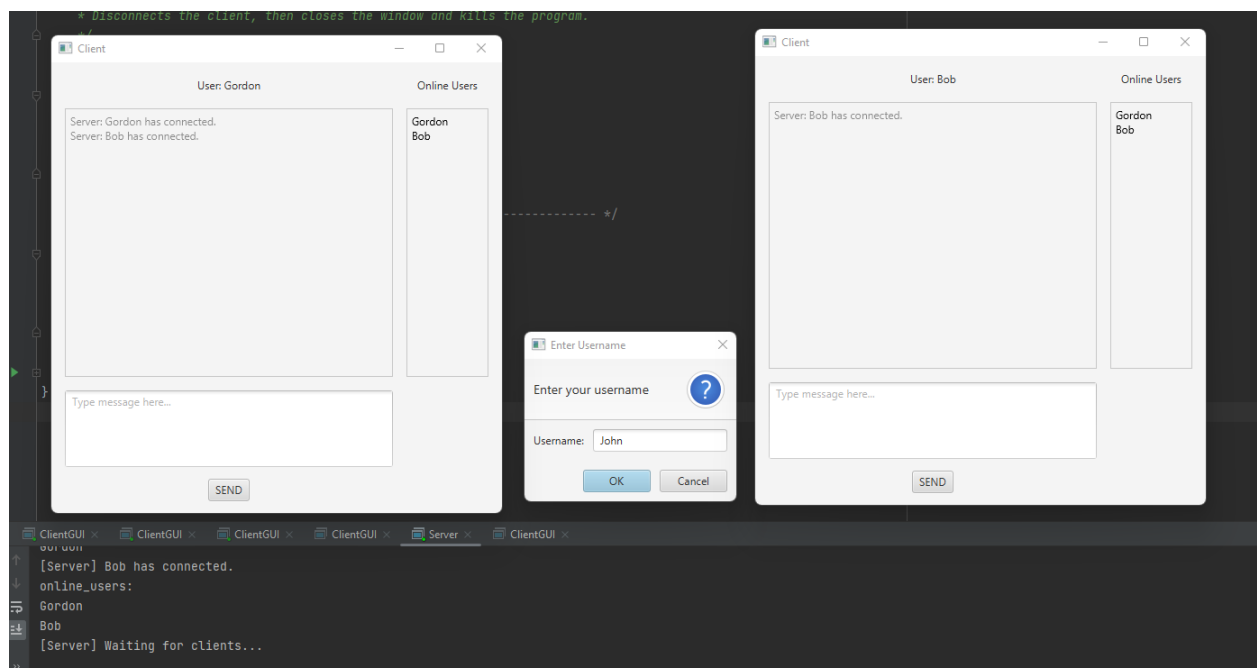 * Disconnects the client, then closes the window and kills the program.
*/
Client
User: Gordon
Online Users
Server: Gordon has connected.
Server: Bob has connected.
Gordon
Bob
Type message here...
SEND
------------- */
}
Enter Username
Enter your username
?
Username:
John
OK
Cancel
Client
User: Bob
Online Users
Server: Bob has connected.
Gordon
Bob
Type message here...
SEND
ClientGUI
ClientGUI
ClientGUI
ClientGUI
Server
ClientGUI
Gordon
[Server] Bob has connected.
online_users:
Gordon
Bob
[Server] Waiting for clients...